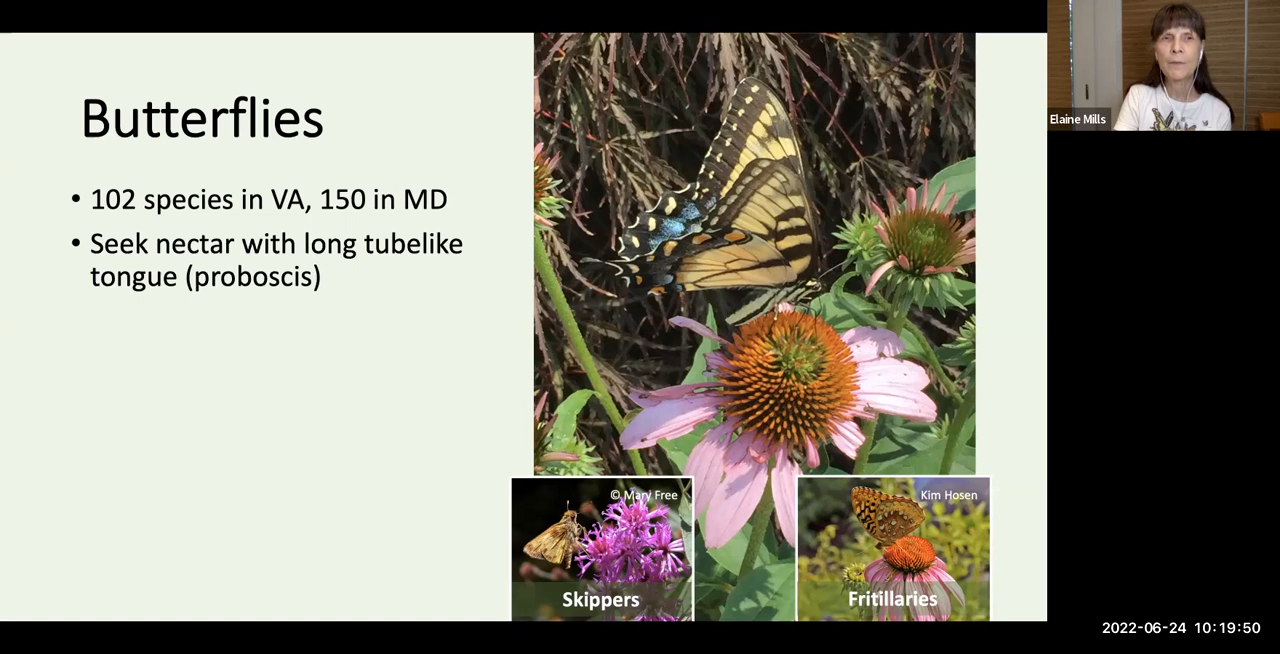 Butterflies
• 102 species in VA, 150 in MD
• Seek nectar with long tubelike
tongue (proboscis)
© Mary Free
Skippers
Kim Hosen
Fritillaries
Elaine Mills
2022-06-24 10:19:50